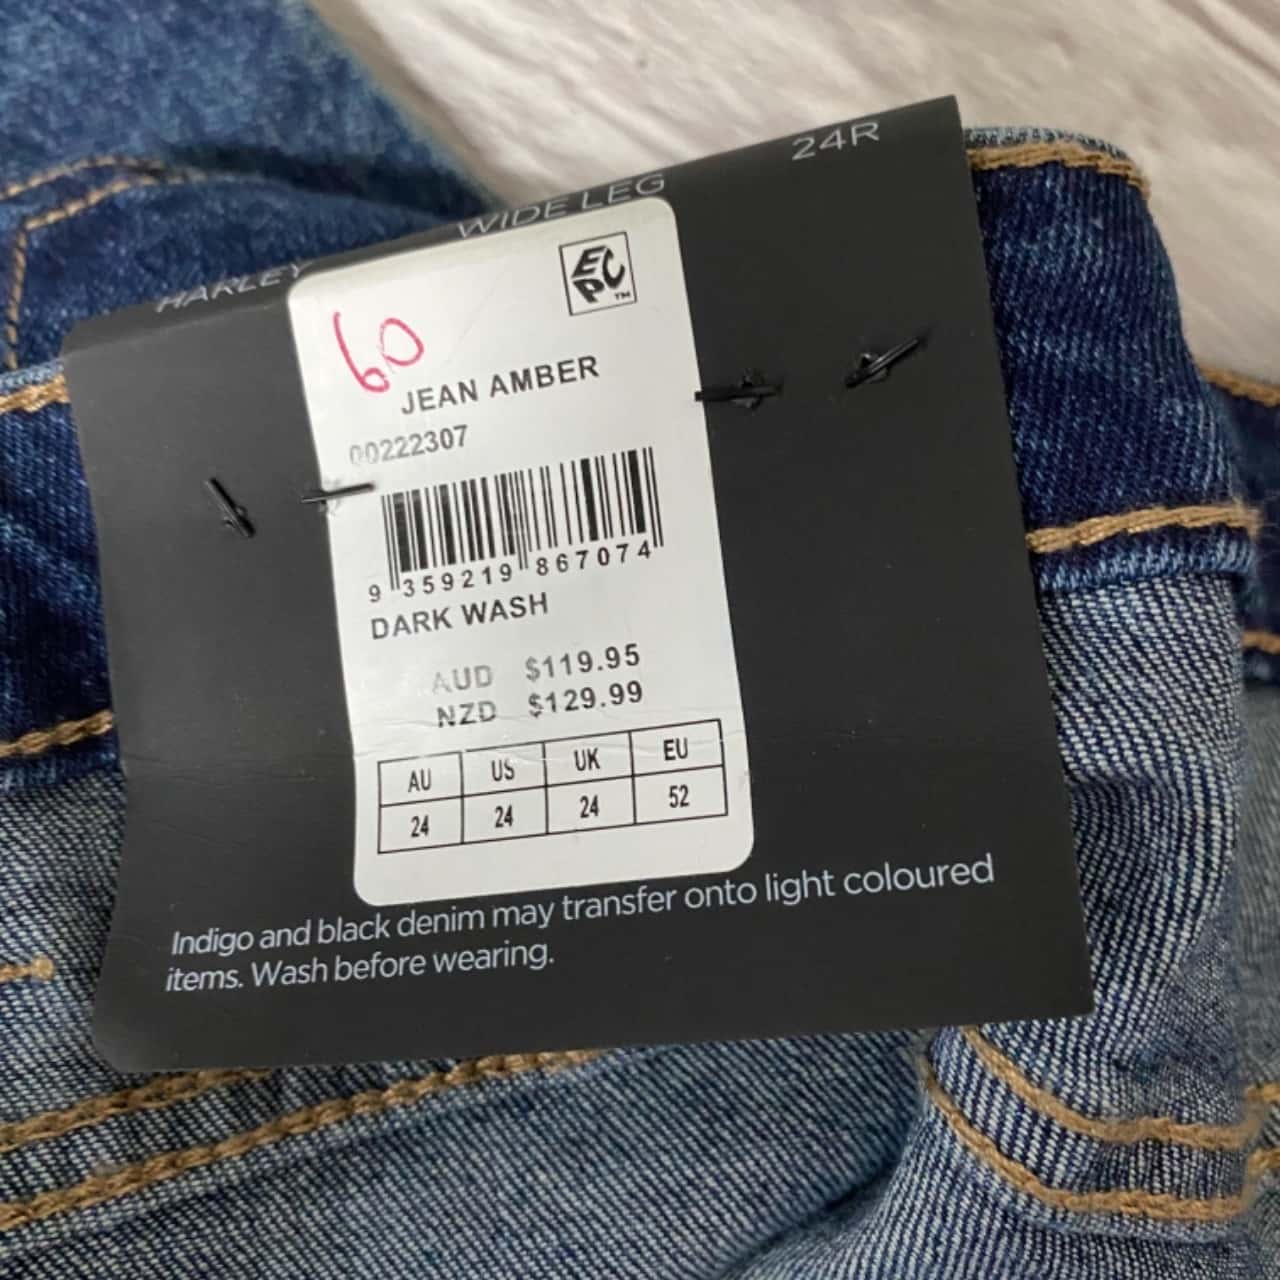 HARLEY WIDE LEG 24R
EPC™
60
JEAN AMBER
00222307
9 359219 867074
DARK WASH
AUD $119.95
NZD $129.99
AU US UK EU
24 24 24 52
Indigo and black denim may transfer onto light coloured
items. Wash before wearing.